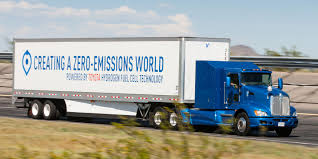 CREATING A ZERO-EMISSIONS WORLD
POWERED BY TOYOTA HYDROGEN FUEL CELL TECHNOLOGY